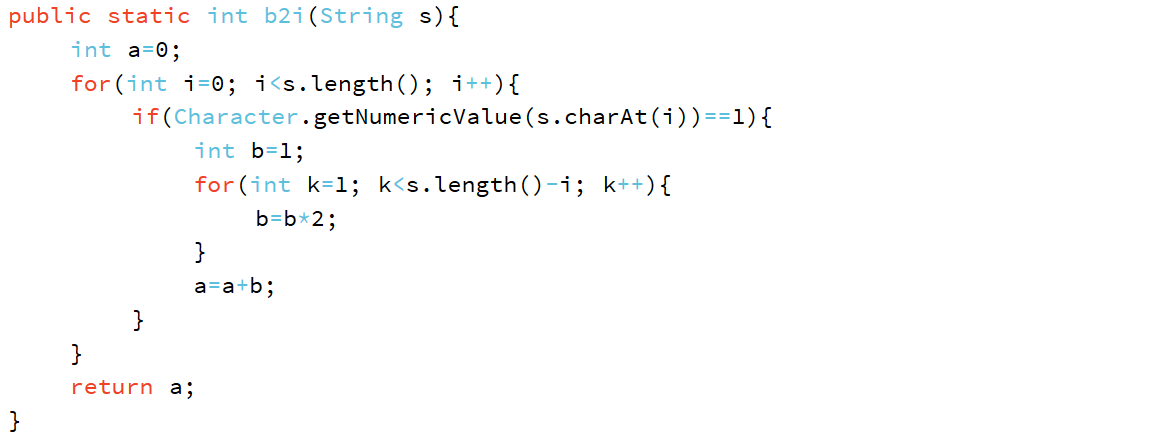 public static int b2i(String s){
int a=0;
for(int i=0; i<s.length(); i++){
if(Character.getNumericValue(s.charAt(i))==1){
int b=1;
for(int k=1; k<s.length()-i; k++){
b=b*2;
}
a=a+b;
}
}
return a;
}